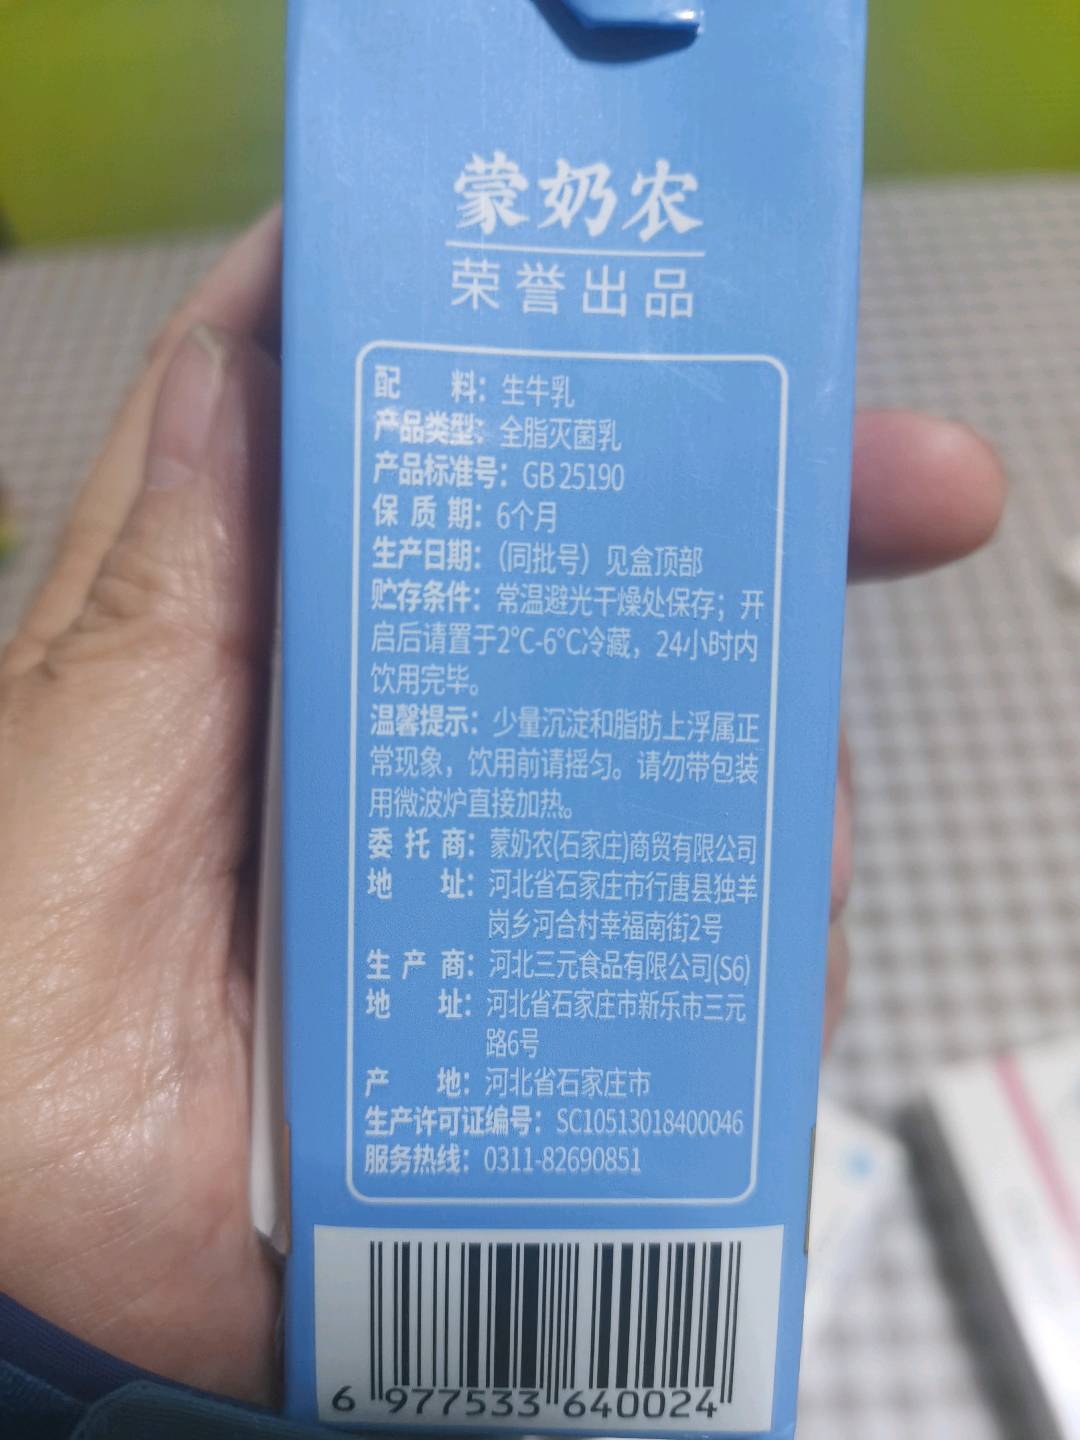 蒙奶农
荣誉出品
配料：生牛乳
产品类型：全脂灭菌乳
产品标准号：GB 25190
保质期：6个月
生产日期：（同批号）见盒顶部
贮存条件：常温避光干燥处保存；开
启后请置于2℃-6℃冷藏，24小时内
饮用完毕。
温馨提示：少量沉淀和脂肪上浮属正
常现象，饮用前请摇匀。请勿带包装
用微波炉直接加热。
委托商：蒙奶农(石家庄)商贸有限公司
地址：河北省石家庄市行唐县独羊
岗乡河合村幸福南街2号
生产商：河北三元食品有限公司(S6)
地址：河北省石家庄市新乐市三元
路6号
产地：河北省石家庄市
生产许可证编号：SC10513018400046
服务热线：0311-82690851
6 977533 640024